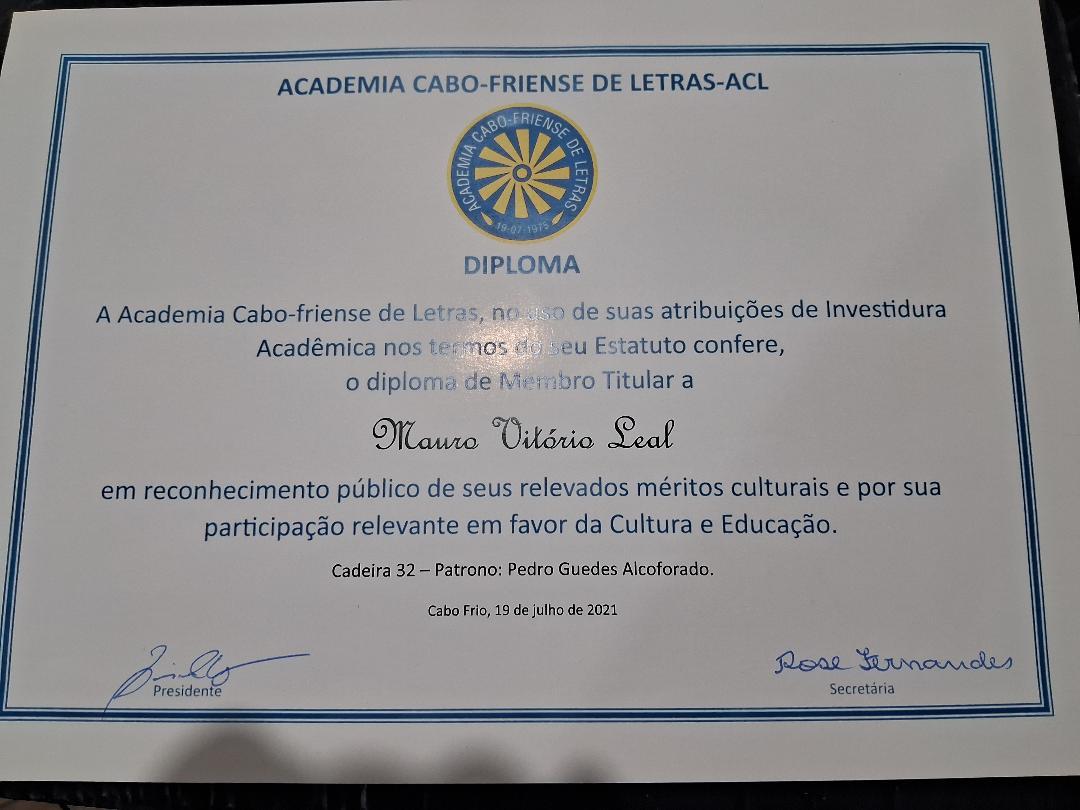 ACADEMIA CABO-FRIENSE DE LETRAS-ACL
ACADEMIA CABO-FRIENSE DE LETRAS
19-07-1975
DIPLOMA
A Academia Cabo-friense de Letras, no uso de suas atribuições de Investidura
Acadêmica nos termos do seu Estatuto confere,
o diploma de Membro Titular a
Mauro Vitório Leal
em reconhecimento público de seus relevados méritos culturais e por sua
participação relevante em favor da Cultura e Educação.
Cadeira 32 – Patrono: Pedro Guedes Alcoforado.
Cabo Frio, 19 de julho de 2021
Rose Fernandes
Presidente
Secretária